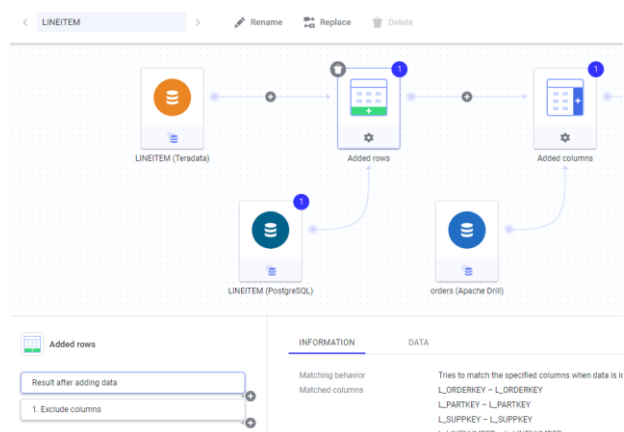 LINEITEM
Rename
Replace
Delete
1
1
LINEITEM (Teradata)
Added rows
Added columns
1
LINEITEM (PostgreSQL)
orders (Apache Drill)
Added rows
Result after adding data
1. Exclude columns
INFORMATION
DATA
Matching behavior
Tries to match the specified columns when data is
Matched columns
L_ORDERKEY – L_ORDERKEY
L_PARTKEY – L_PARTKEY
L_SUPPKEY – L_SUPPKEY